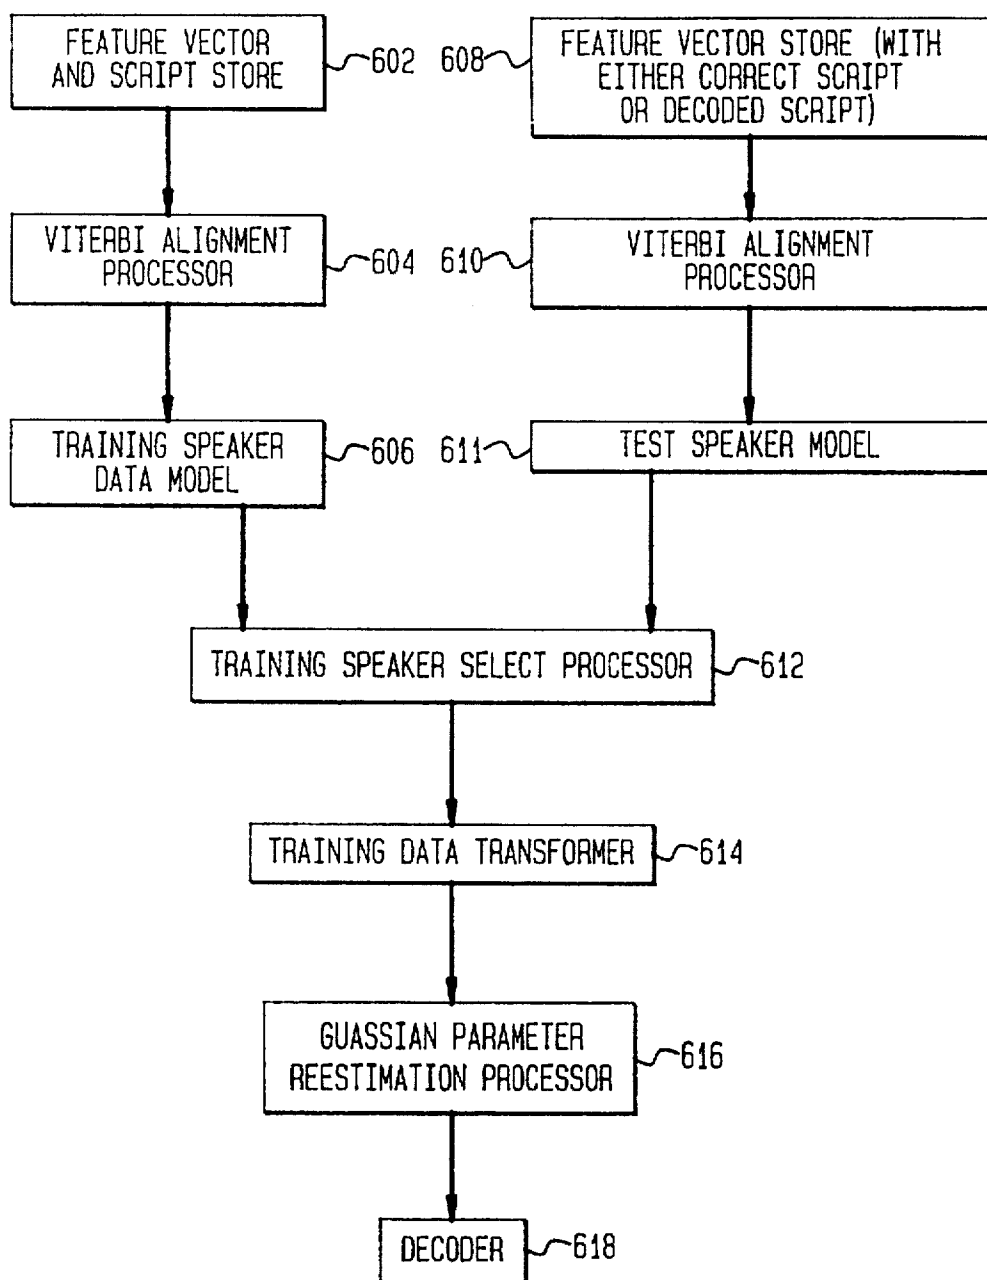 FEATURE VECTOR
AND SCRIPT STORE
602
608
FEATURE VECTOR STORE (WITH
EITHER CORRECT SCRIPT
OR DECODED SCRIPT)
VITERBI ALIGNMENT
PROCESSOR
604
610
VITERBI ALIGNMENT
PROCESSOR
TRAINING SPEAKER
DATA MODEL
606
611
TEST SPEAKER MODEL
TRAINING SPEAKER SELECT PROCESSOR
612
TRAINING DATA TRANSFORMER
614
GUASSIAN PARAMETER
REESTIMATION PROCESSOR
616
DECODER
618